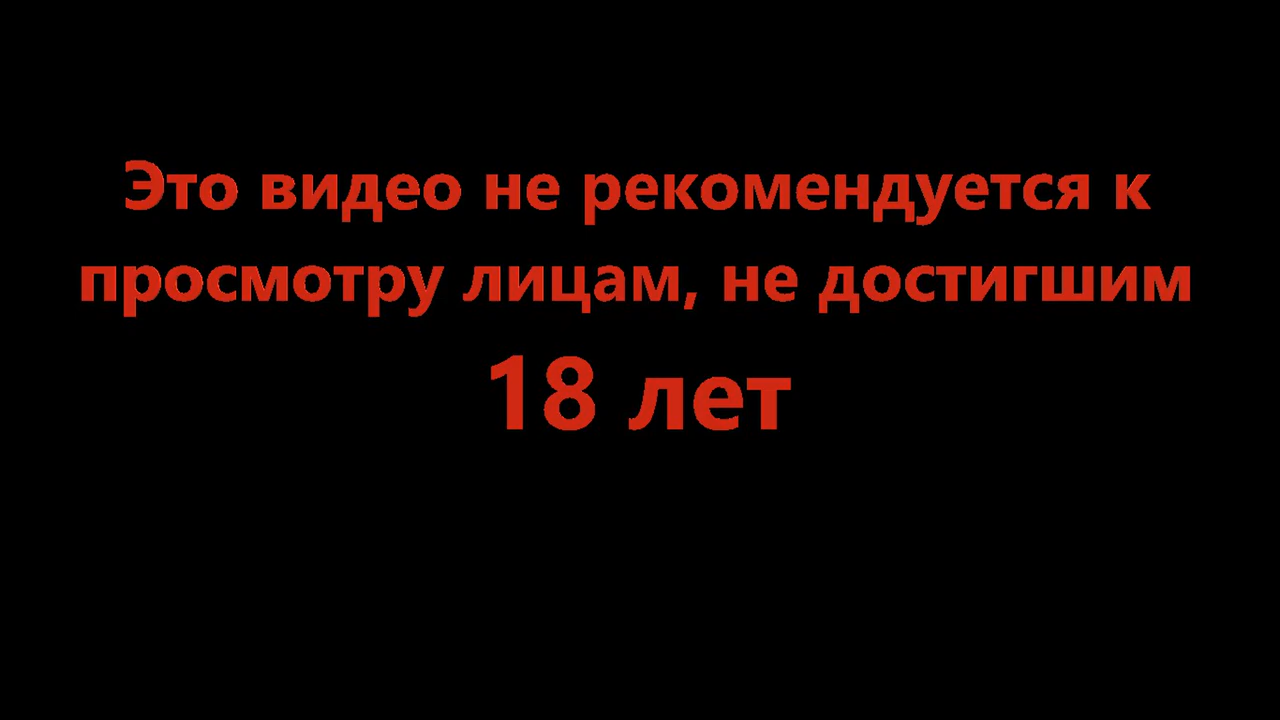 Это видео не рекомендуется к
просмотру лицам, не достигшим
18 лет